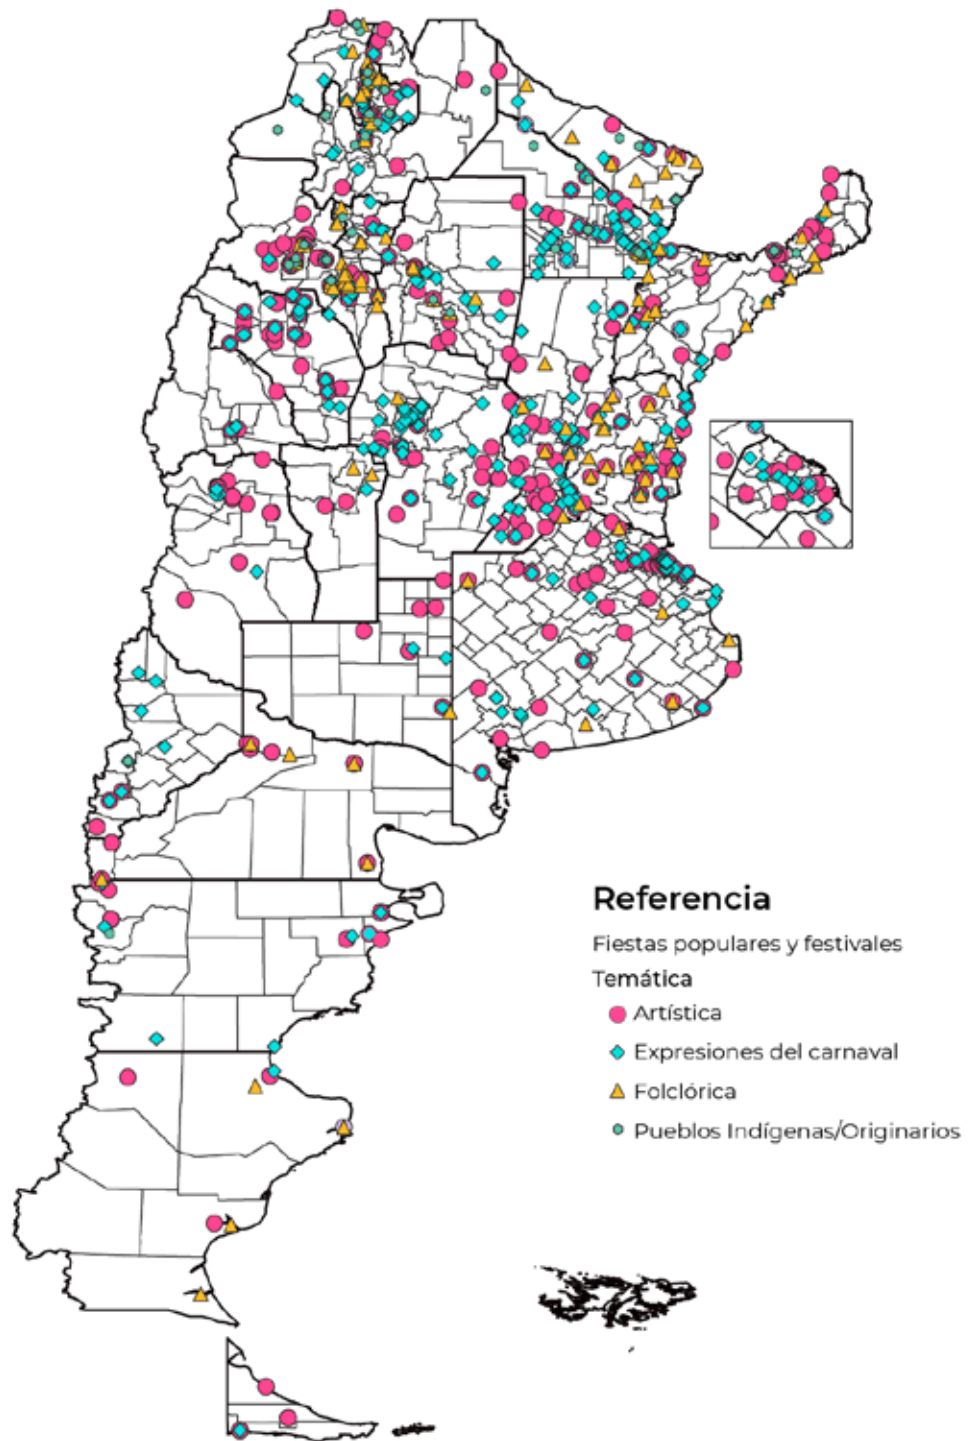 Referencia
Fiestas populares y festivales
Temática
Artística
Expresiones del carnaval
Folclórica
Pueblos Indígenas/Originarios